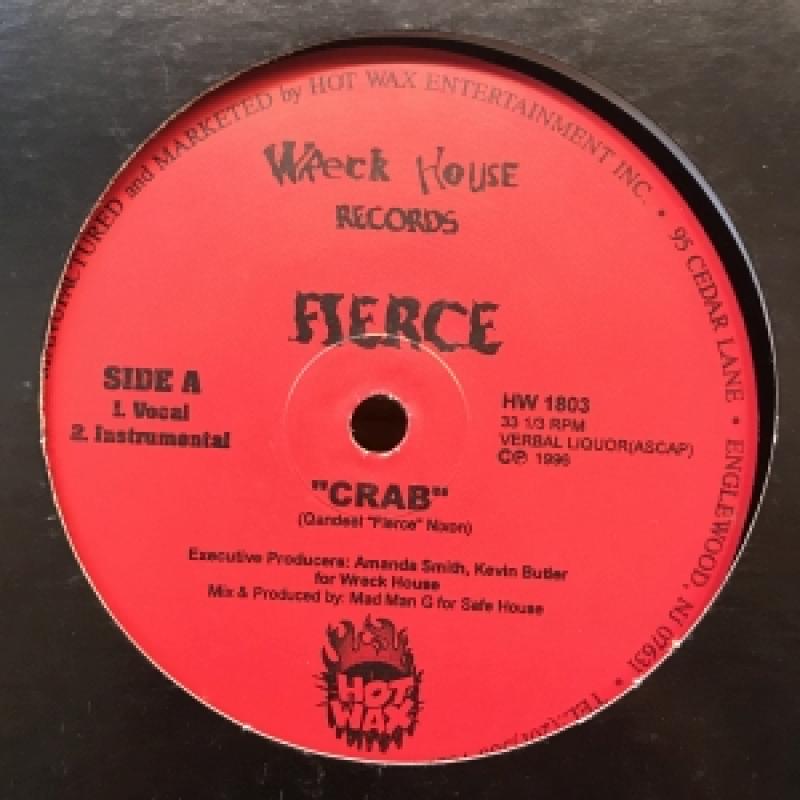 MANUFACTURED and MARKETED by HOT WAX ENTERTAINMENT INC. • 95 CEDAR LANE • ENGLEWOOD, NJ 07631 •
Wreck House
RECORDS
FIERCE
SIDE A
1. Vocal
2. Instrumental
HW 1803
33 1/3 RPM
VERBAL LIQUOR(ASCAP)
©℗ 1996
"CRAB"
(Qandeel "Fierce" Nixon)
Executive Producers: Amanda Smith, Kevin Butler
for Wreck House
Mix & Produced by: Mad Man G for Safe House
HOT
WAX